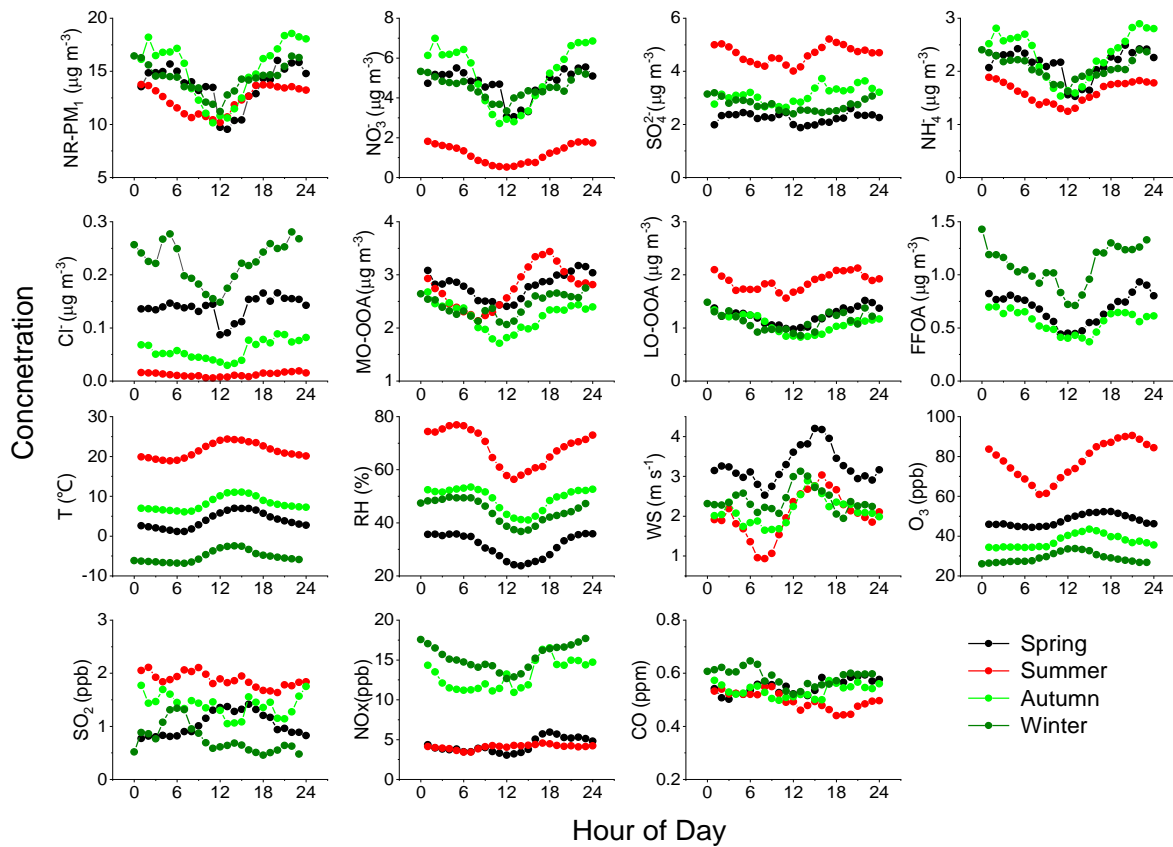 Concnetration
NR-PM₁ (µg m⁻³)
20
15
10
5
0 6 12 18 24
NO₃⁻ (µg m⁻³)
8
6
4
2
0
0 6 12 18 24
SO₄²⁻ (µg m⁻³)
6
5
4
3
2
1
0 6 12 18 24
NH₄⁻ (µg m⁻³)
3
2
1
0
0 6 12 18 24
Cl⁻ (µg m⁻³)
0.3
0.2
0.1
0.0
0 6 12 18 24
MO-OOA(µg m⁻³)
4
3
2
1
0 6 12 18 24
LO-OOA(µg m⁻³)
3
2
1
0
0 6 12 18 24
FFOA (µg m⁻³)
1.5
1.0
0.5
0.0
0 6 12 18 24
T (℃)
30
20
10
0
-10
0 6 12 18 24
RH (%)
80
60
40
20
0 6 12 18 24
WS (m s⁻¹)
4
3
2
1
0 6 12 18 24
O₃ (ppb)
100
80
60
40
20
0 6 12 18 24
SO₂ (ppb)
3
2
1
0
0 6 12 18 24
NOx(ppb)
20
15
10
5
0
0 6 12 18 24
CO (ppm)
0.8
0.6
0.4
0.2
0 6 12 18 24
Spring
Summer
Autumn
Winter
Hour of Day